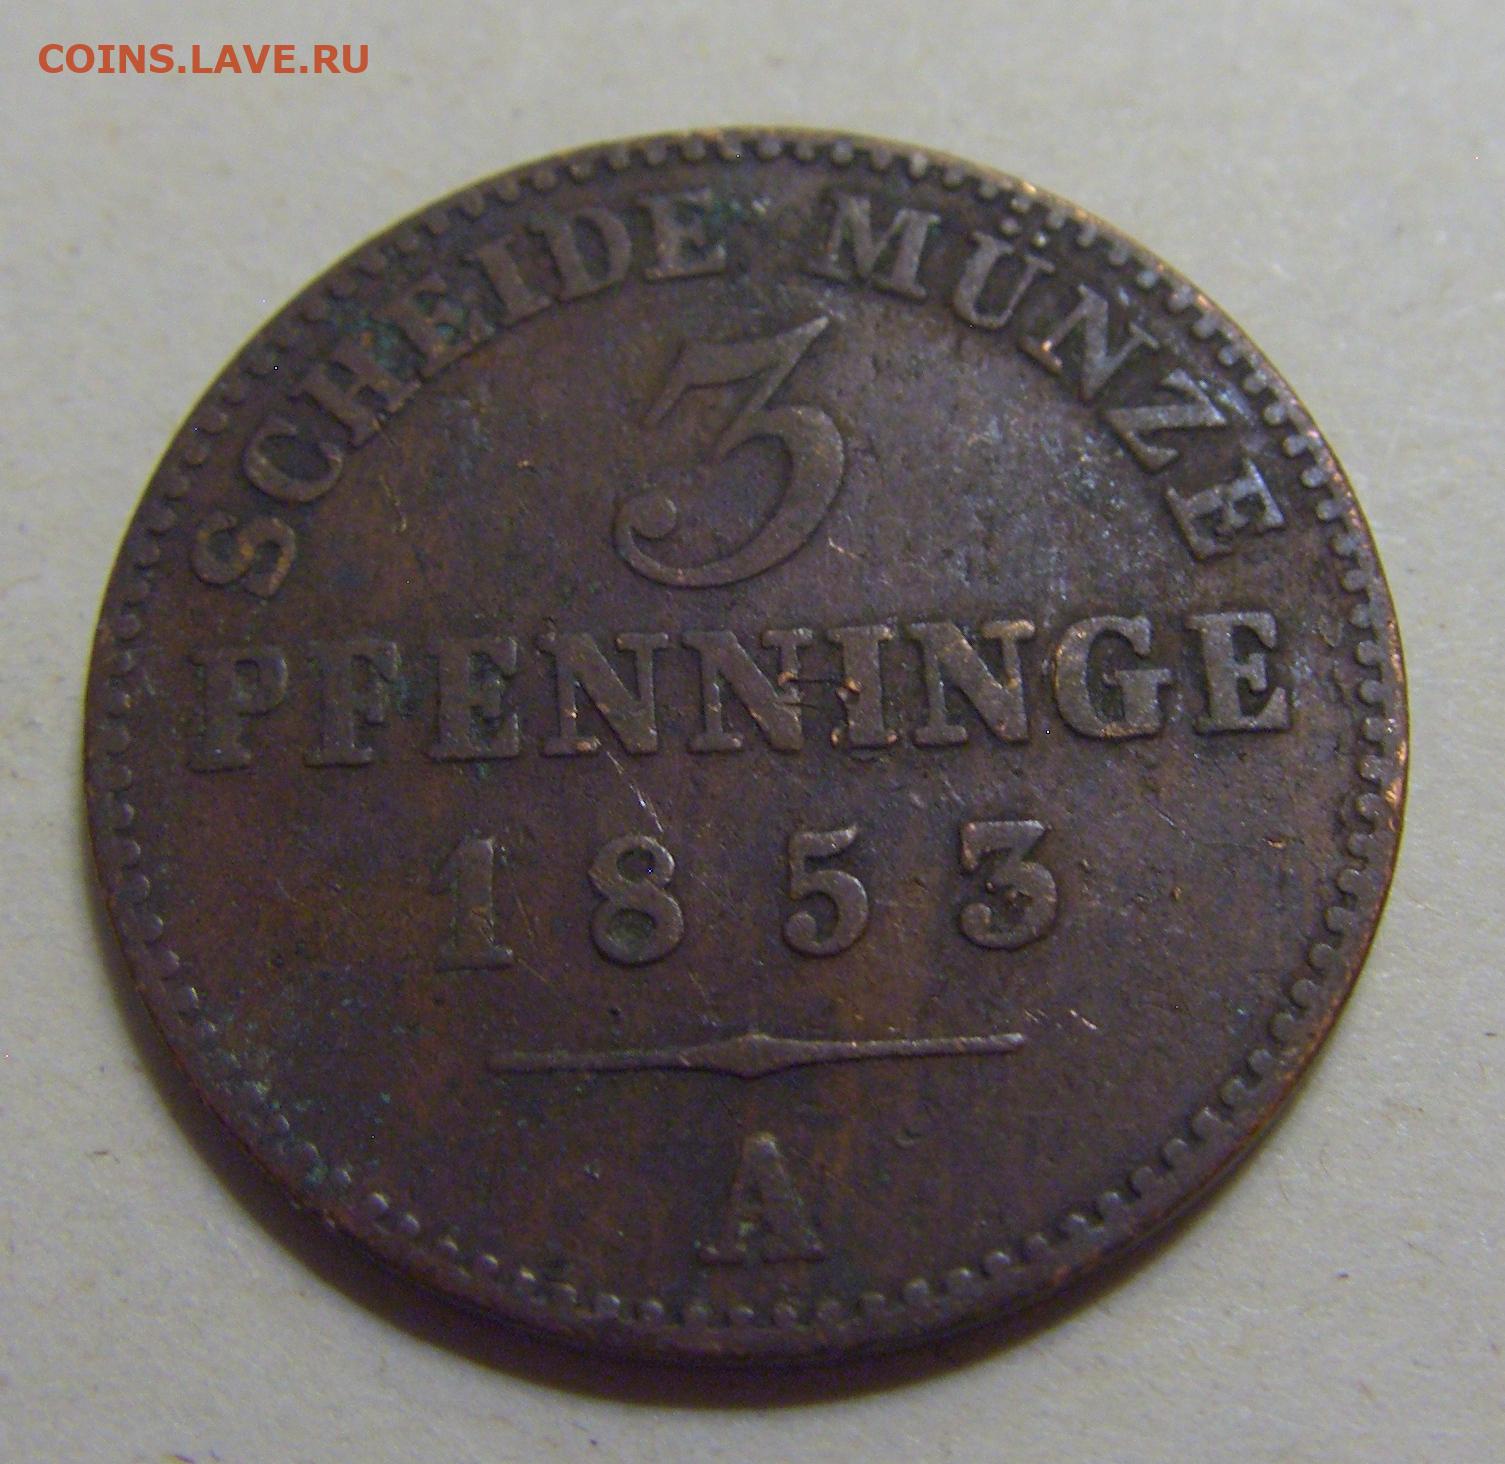 COINS.LAVE.RU
SCHEIDE MÜNZE
3
PFENNINGE
1853
A